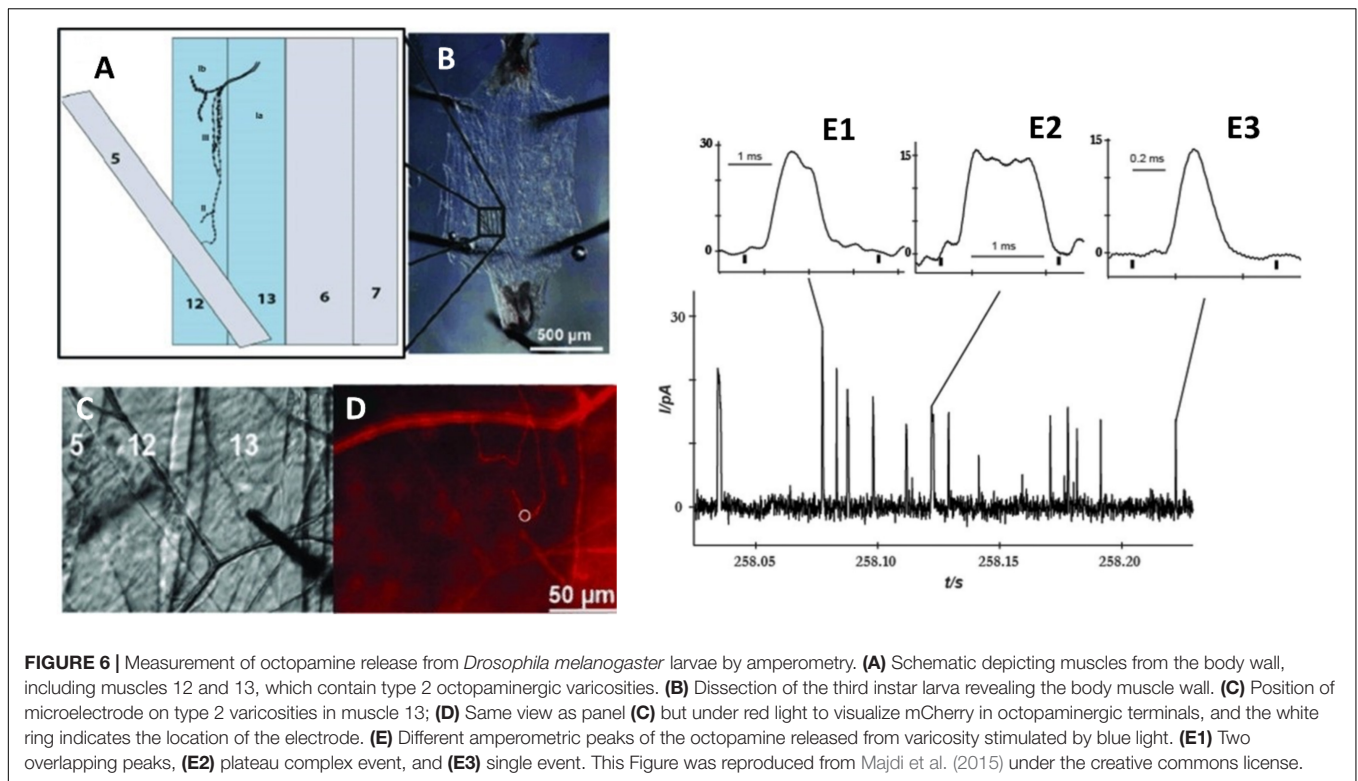 A
Ib
Ia
III
II
5
12
13
6
7
B
500 µm
C
5
12
13
D
50 µm
E1
E2
E3
30
20
0
1 ms
15
0
1 ms
15
0
0.2 ms
30
0
I/pA
258.05
258.10
258.15
258.20
t/s
FIGURE 6 | Measurement of octopamine release from Drosophila melanogaster larvae by amperometry. (A) Schematic depicting muscles from the body wall,
including muscles 12 and 13, which contain type 2 octopaminergic varicosities. (B) Dissection of the third instar larva revealing the body muscle wall. (C) Position of
microelectrode on type 2 varicosities in muscle 13; (D) Same view as panel (C) but under red light to visualize mCherry in octopaminergic terminals, and the white
ring indicates the location of the electrode. (E) Different amperometric peaks of the octopamine released from varicosity stimulated by blue light. (E1) Two
overlapping peaks, (E2) plateau complex event, and (E3) single event. This Figure was reproduced from Majdi et al. (2015) under the creative commons license.